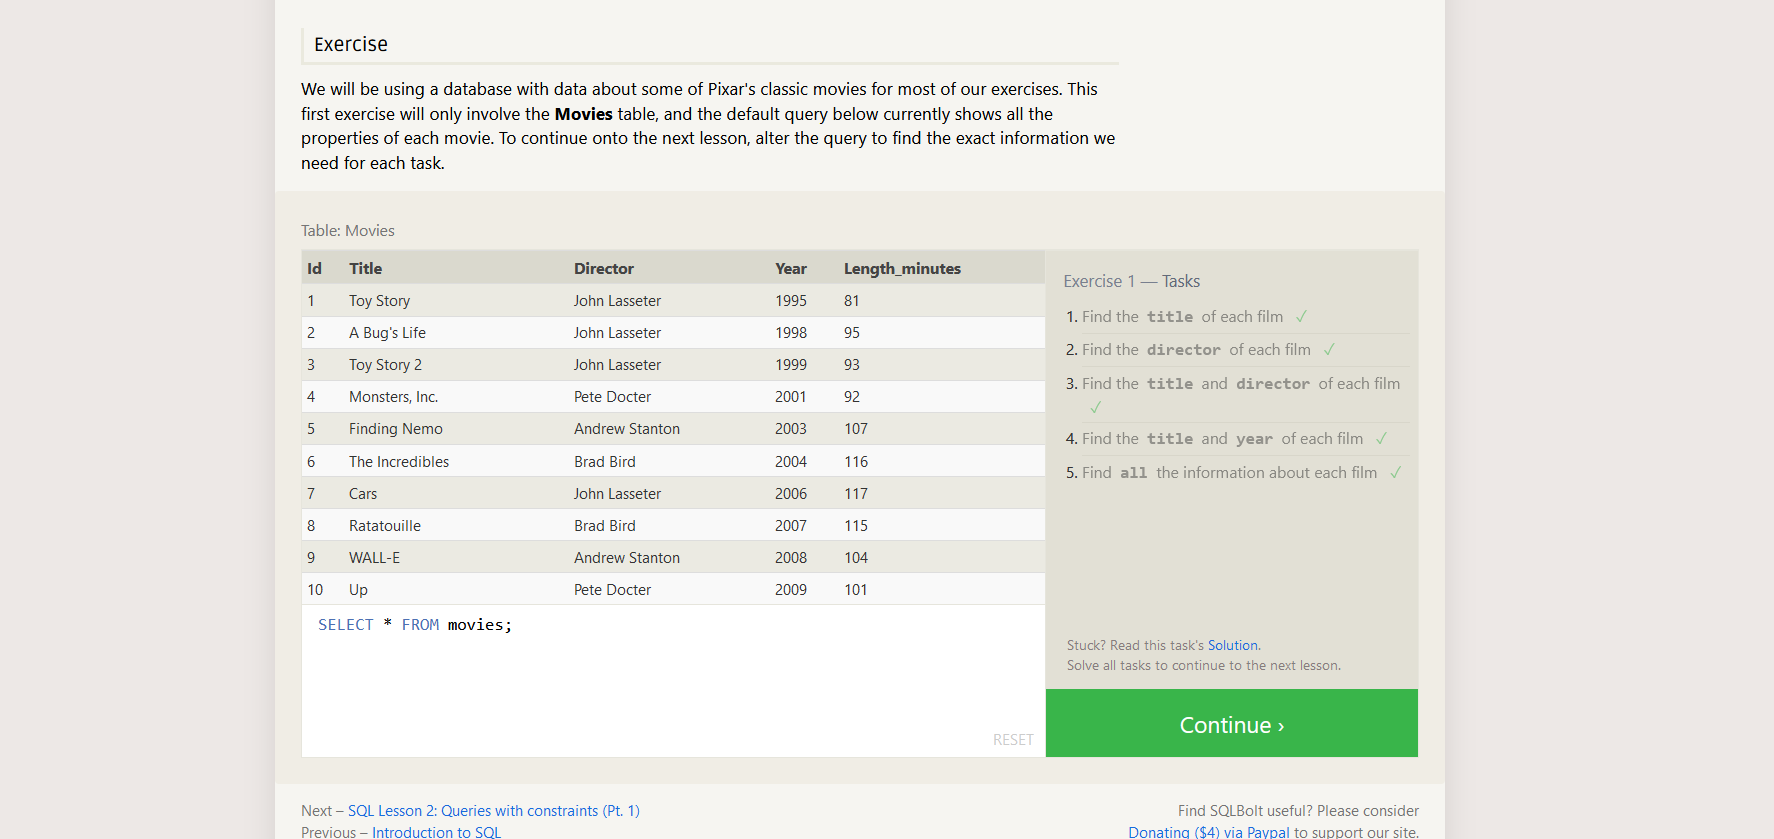 Exercise
We will be using a database with data about some of Pixar's classic movies for most of our exercises. This
first exercise will only involve the Movies table, and the default query below currently shows all the
properties of each movie. To continue onto the next lesson, alter the query to find the exact information we
need for each task.
Table: Movies
Id Title Director Year Length_minutes
1 Toy Story John Lasseter 1995 81
2 A Bug's Life John Lasseter 1998 95
3 Toy Story 2 John Lasseter 1999 93
4 Monsters, Inc. Pete Docter 2001 92
5 Finding Nemo Andrew Stanton 2003 107
6 The Incredibles Brad Bird 2004 116
7 Cars John Lasseter 2006 117
8 Ratatouille Brad Bird 2007 115
9 WALL-E Andrew Stanton 2008 104
10 Up Pete Docter 2009 101
SELECT * FROM movies;
RESET
Exercise 1 — Tasks
1. Find the title of each film ✓
2. Find the director of each film ✓
3. Find the title and director of each film
✓
4. Find the title and year of each film ✓
5. Find all the information about each film ✓
Stuck? Read this task's Solution.
Solve all tasks to continue to the next lesson.
Continue ›
Next – SQL Lesson 2: Queries with constraints (Pt. 1)
Previous – Introduction to SQL
Find SQLBolt useful? Please consider
Donating ($4) via Paypal to support our site.